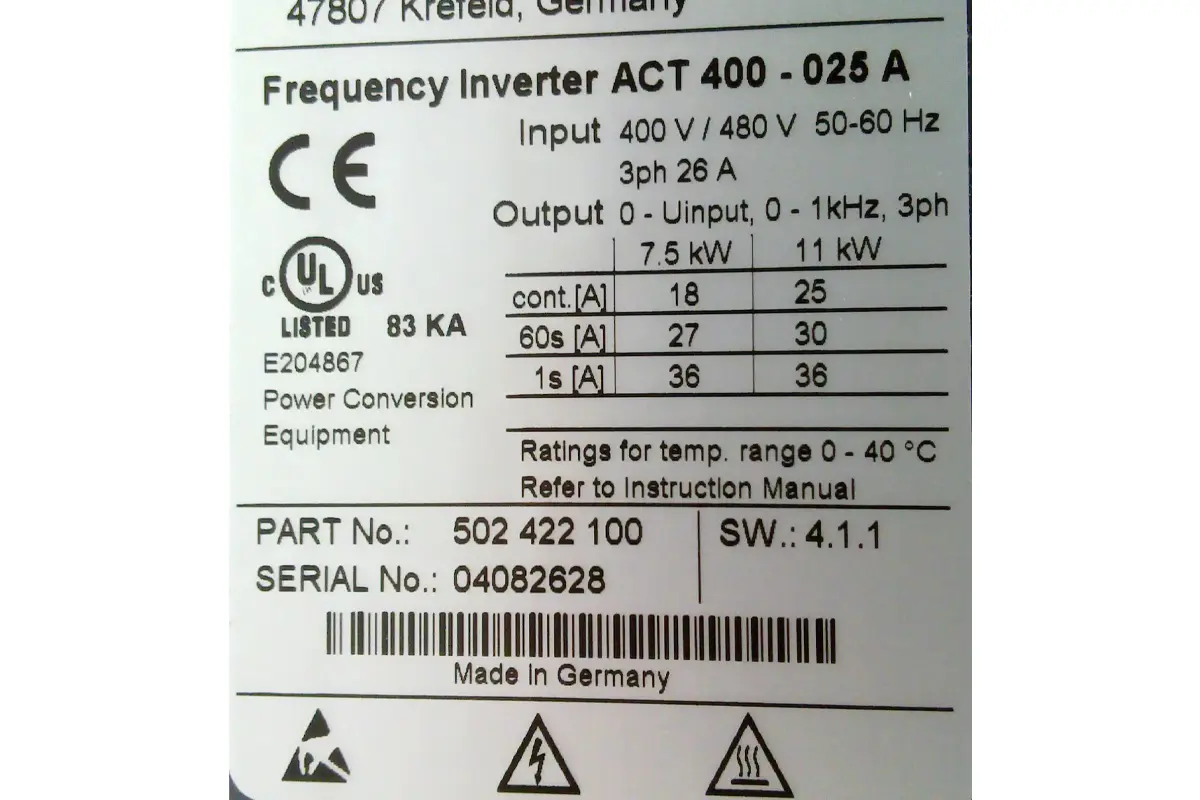 47807 Krefeld, Germany
Frequency Inverter ACT 400 - 025 A
CE
Input 400 V / 480 V 50-60 Hz
3ph 26 A
Output 0 - Uinput, 0 - 1kHz, 3ph
7.5 kW 11 kW
cont.[A] 18 25
60s [A] 27 30
1s [A] 36 36
C UL US
LISTED 83 KA
E204867
Power Conversion
Equipment
Ratings for temp. range 0 - 40 °C
Refer to Instruction Manual
PART No.: 502 422 100 SW.: 4.1.1
SERIAL No.: 04082628
Made in Germany